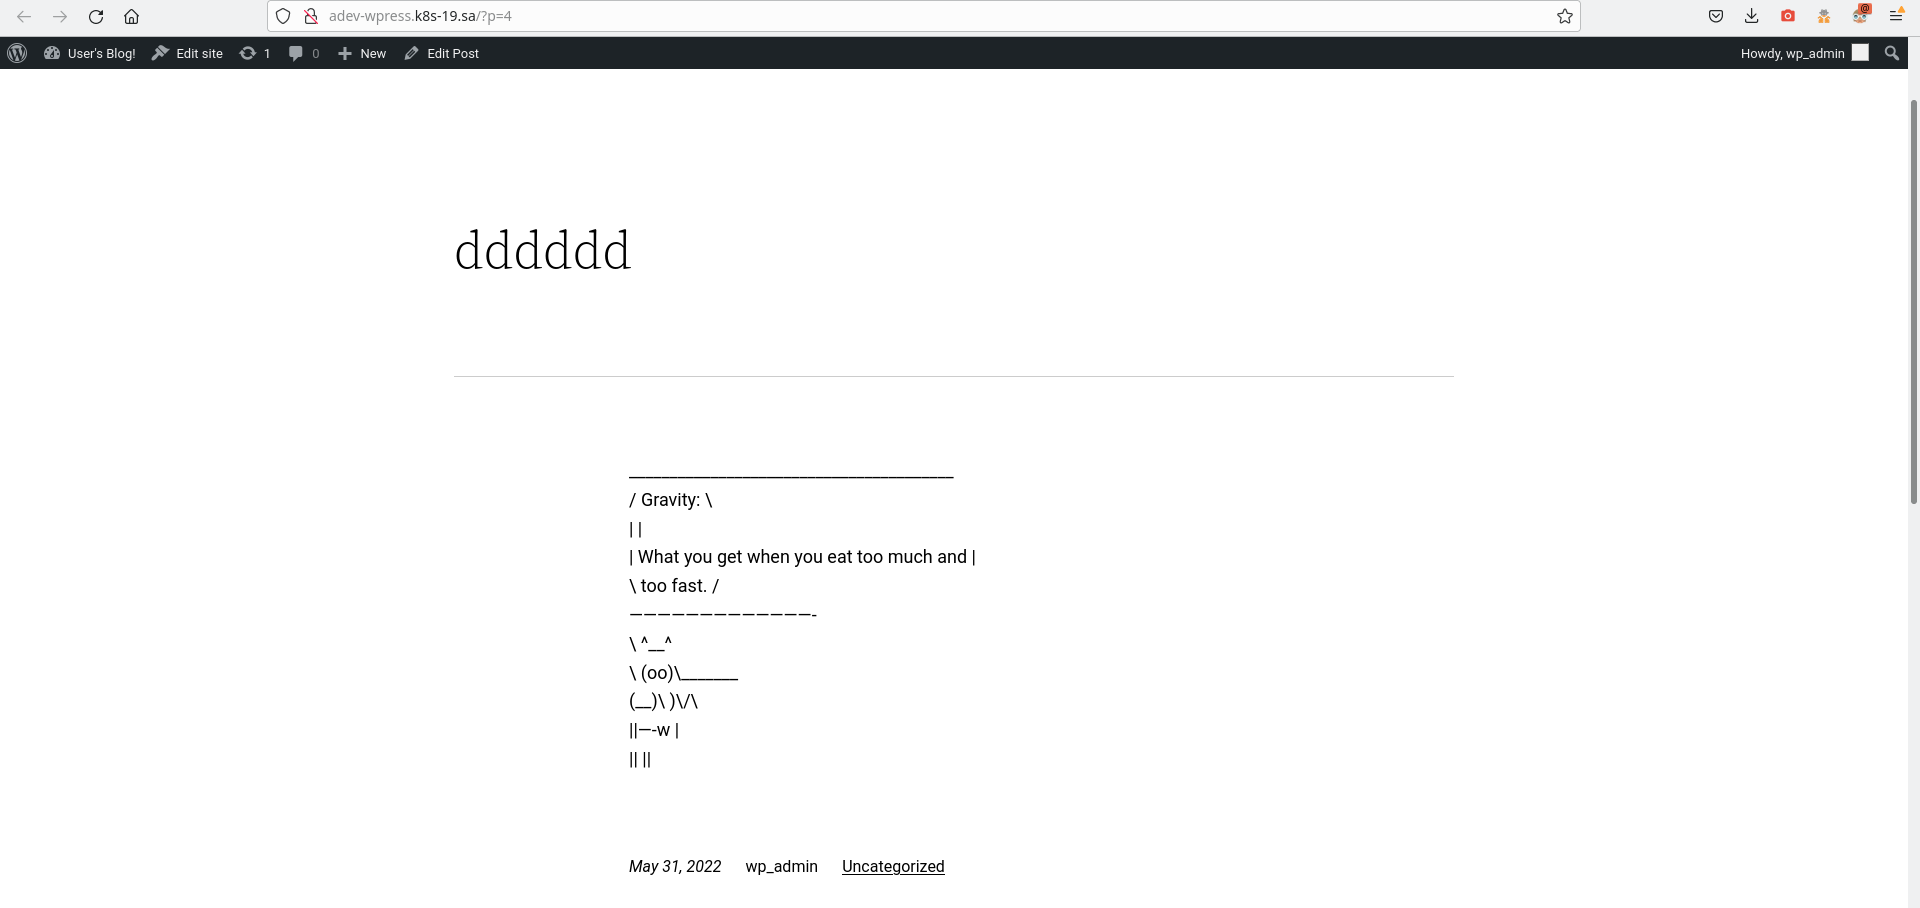 adev-wpress.k8s-19.sa/?p=4
User's Blog! Edit site 1 0 New Edit Post Howdy, wp_admin
dddddd
________________________________________
/ Gravity: \
| |
| What you get when you eat too much and |
\ too fast. /
—————————————-
\ ^__^
\ (oo)\_______
(__)\ )\/\
||—-w |
|| ||
May 31, 2022 wp_admin Uncategorized